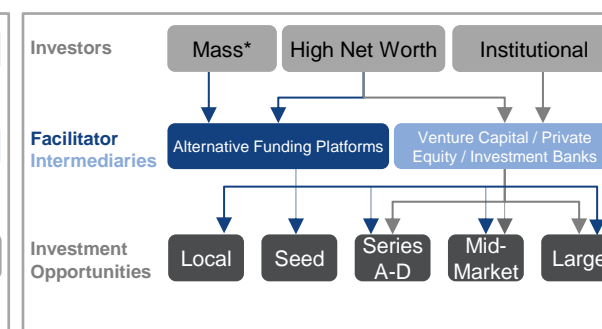 Investors
Mass*
High Net Worth
Institutional
Facilitator
Intermediaries
Alternative Funding Platforms
Venture Capital / Private
Equity / Investment Banks
Investment
Opportunities
Local
Seed
Series
A-D
Mid-
Market
Large